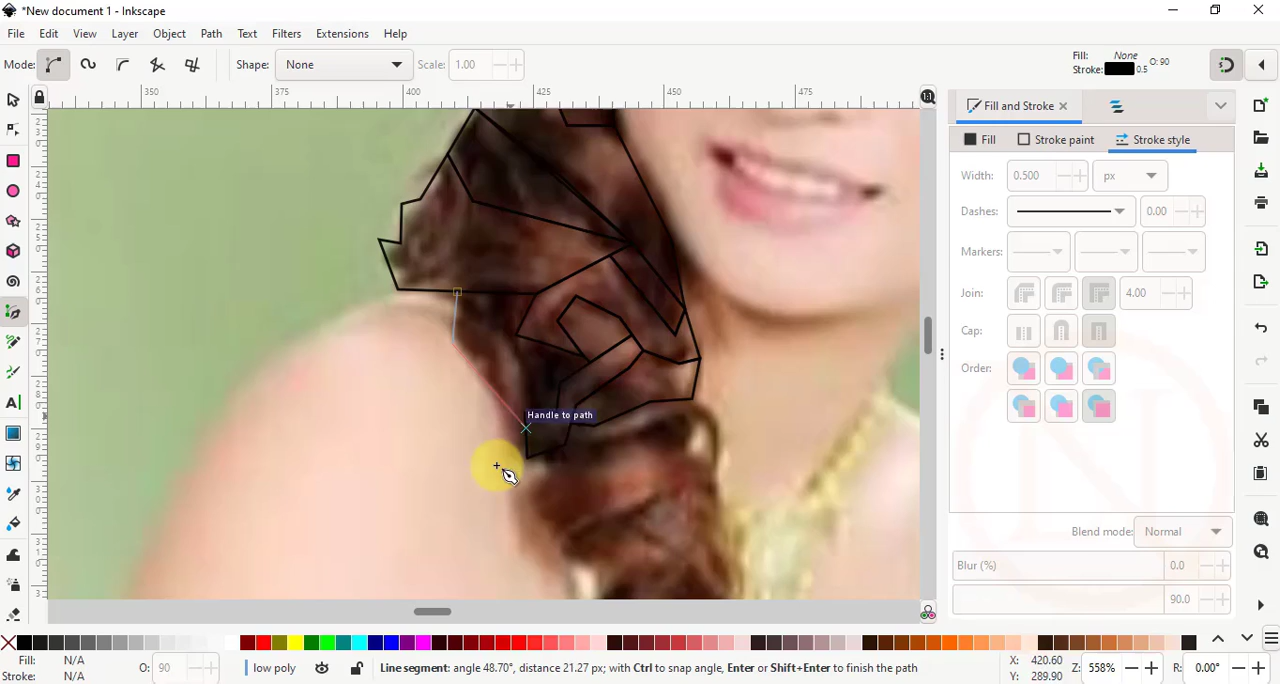 *New document 1 - Inkscape
File Edit View Layer Object Path Text Filters Extensions Help
Mode: Shape: None Scale: 1.00 Fill: None Stroke: 0.5 O: 90
350 375 400 425 450 475
Fill and Stroke
Fill Stroke paint Stroke style
Width: 0.500 px
Dashes: 0.00
Markers:
Join: 4.00
Cap:
Order:
Handle to path
Blend mode: Normal
Blur (%) 0.0
90.0
Fill: N/A
Stroke: N/A
O: 90 low poly Line segment: angle 48.70°, distance 21.27 px; with Ctrl to snap angle, Enter or Shift+Enter to finish the path
X: 420.60
Y: 289.90
Z: 558% R: 0.00°